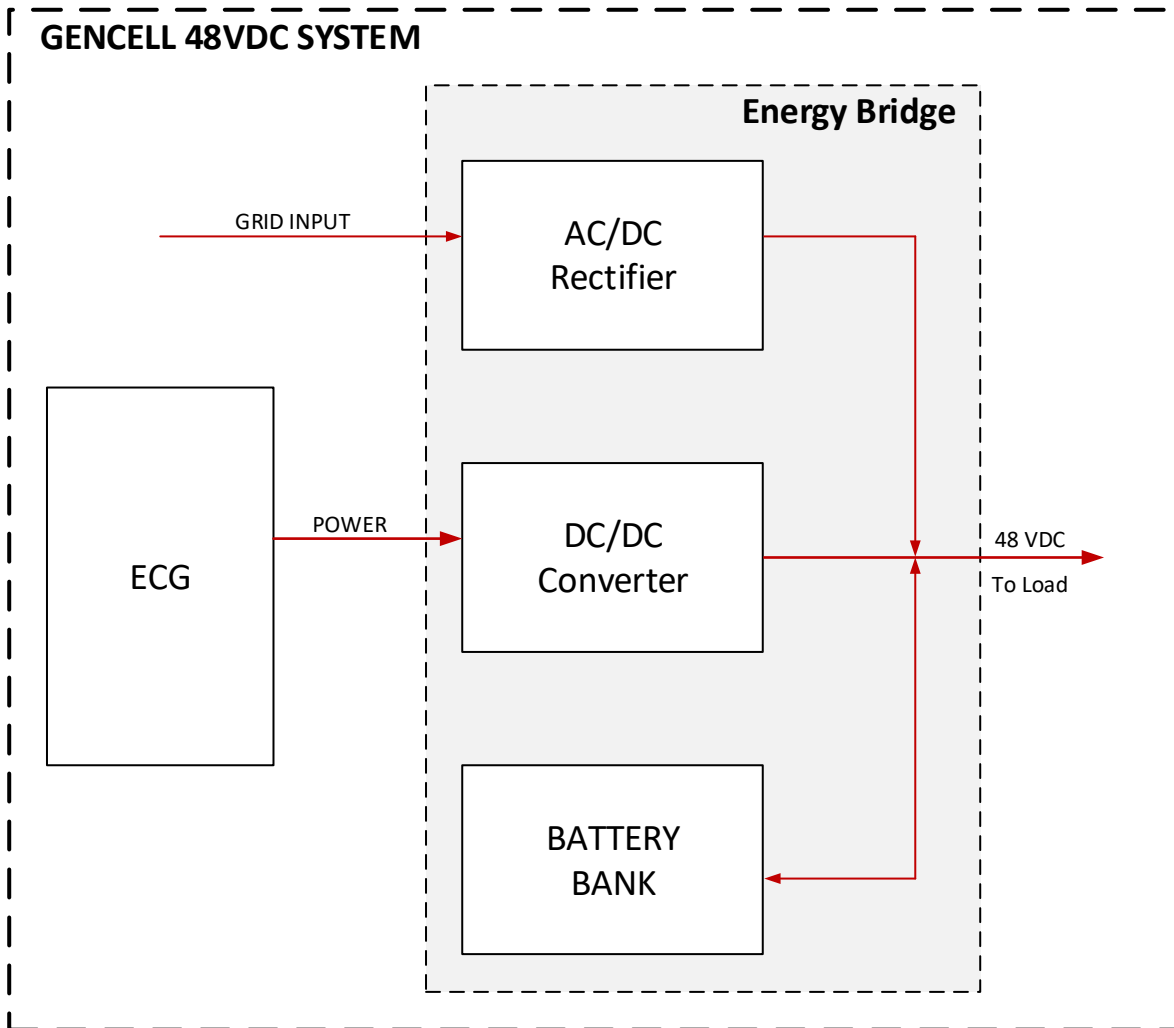 GENCELL 48VDC SYSTEM
Energy Bridge
GRID INPUT
AC/DC
Rectifier
ECG
POWER
DC/DC
Converter
48 VDC
To Load
BATTERY
BANK